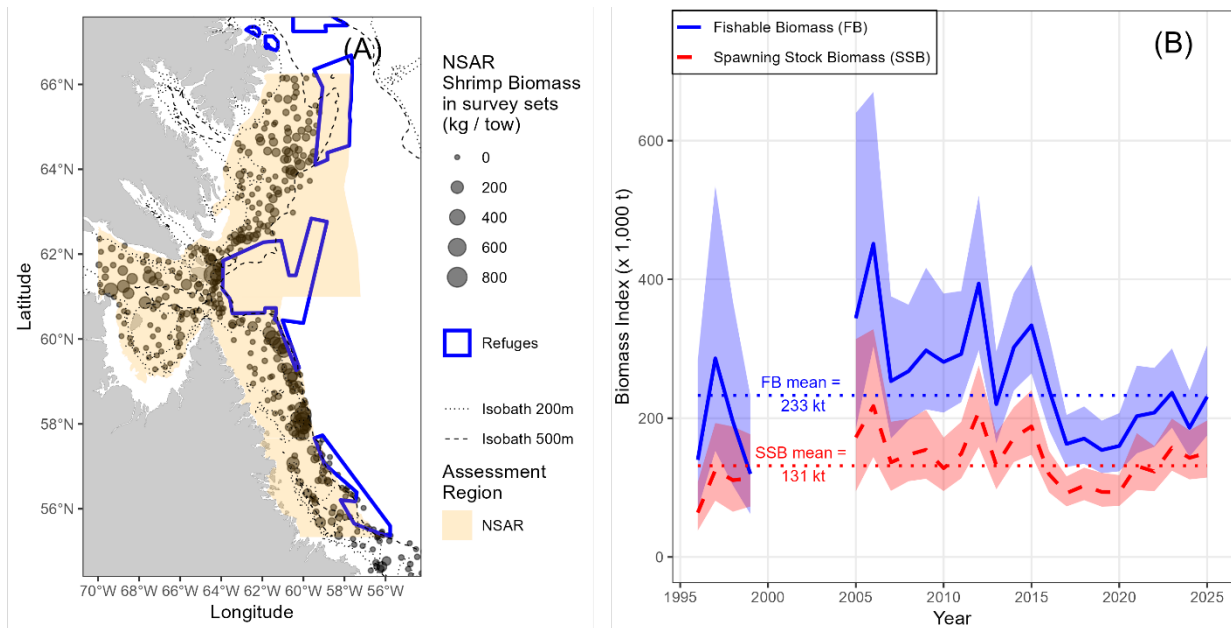 (A)
66°N
64°N
62°N
60°N
58°N
56°N
Latitude
70°W 68°W 66°W 64°W 62°W 60°W 58°W 56°W
Longitude
NSAR
Shrimp Biomass
in survey sets
(kg / tow)
0
200
400
600
800
Refuges
Isobath 200m
Isobath 500m
Assessment
Region
NSAR
Fishable Biomass (FB)
Spawning Stock Biomass (SSB)
(B)
Biomass Index (x 1,000 t)
600
400
200
0
FB mean =
233 kt
SSB mean =
131 kt
1995 2000 2005 2010 2015 2020 2025
Year